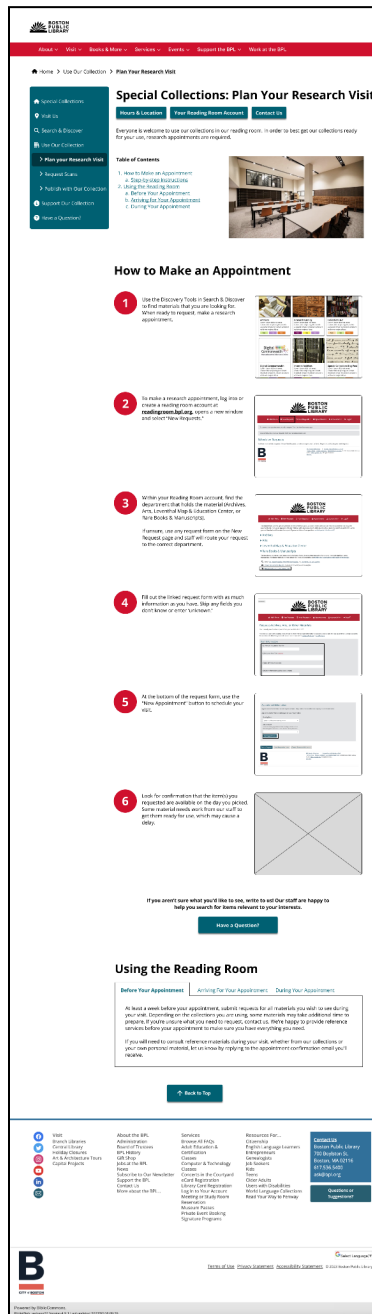 BOSTON
PUBLIC
LIBRARY
About Visit Books & More Services Events Support the BPL Work at the BPL
Home > Use Our Collection > Plan Your Research Visit
Special Collections
Visit Us
Search & Discover
Use Our Collection
> Plan your Research Visit
> Request Scans
> Publish with Our Collection
Support Our Collection
Have a Question?
Special Collections: Plan Your Research Visit
Hours & Location
Your Reading Room Account
Contact Us
Everyone is welcome to use our collections in our reading room. In order to best get our collections ready
for your use, research appointments are required.
Table of Contents
1. How to Make an Appointment
a. Step-by-step Instructions
2. Using the Reading Room
a. Before Your Appointment
b. Arriving for Your Appointment
c. During Your Appointment
How to Make an Appointment
1
Use the Discovery Tools in Search & Discover
to find materials that you are looking for.
When ready to request, make a research
appointment.
2
To make a research appointment, log into or
create a reading room account at
readingroom.bpl.org, opens a new window
and select "New Requests."
BOSTON
PUBLIC
LIBRARY
B
3
Within your Reading Room account, find the
department that holds the material (Archives,
Arts, Leventhal Map & Education Center, or
Rare Books & Manuscripts).
If unsure, use any request form on the New
Request page and staff will route your request
to the correct department.
BOSTON
PUBLIC
LIBRARY
4
Fill out the linked request form with as much
information as you have. Skip any fields you
don't know or enter "unknown."
BOSTON
PUBLIC
LIBRARY
5
At the bottom of the request form, use the
"New Appointment" button to schedule your
visit.
B
6
Look for confirmation that the item(s) you
requested are available on the day you picked.
Some material needs work from our staff to
get them ready for use, which may cause a
delay.
If you aren't sure what you'd like to see, write to us! Our staff are happy to
help you search for items relevant to your interests.
Have a Question?
Using the Reading Room
Before Your Appointment
Arriving For Your Appointment
During Your Appointment
At least a week before your appointment, submit requests for all materials you wish to see during
your visit. Depending on the collections you are using, some materials may take additional time to
prepare. If you're unsure what you need to request, contact us. We're happy to provide reference
services before your appointment to make sure you have everything you need.
If you will need to consult reference materials during your visit, whether from our collections or
your own personal material, let us know by replying to the appointment confirmation email you'll
receive.
Back to Top
Visit
Branch Libraries
Central Library
Holiday Closures
Art & Architecture Tours
Capital Projects
About the BPL
Administration
Board of Trustees
BPL History
Gift Shop
Jobs at the BPL
News
Subscribe to Our Newsletter
Support the BPL
Contact Us
More about the BPL...
Services
Browse All FAQs
Adult Education &
Certification
Classes
Computer & Technology
Classes
Concerts in the Courtyard
eCard Registration
Library Card Registration
Log In to Your Account
Meeting or Study Room
Reservation
Museum Passes
Private Event Booking
Signature Programs
Resources For...
Citizenship
English Language Learners
Entrepreneurs
Genealogists
Job Seekers
Kids
Teens
Older Adults
Users with Disabilities
World Language Collections
Read Your Way to Fenway
Contact Us
Boston Public Library
700 Boylston St.
Boston, MA 02116
617.536.5400
ask@bpl.org
Questions or
Suggestions?
B
CITY of BOSTON
Select Language
Terms of Use Privacy Statement Accessibility Statement
Powered by BiblioCommons.